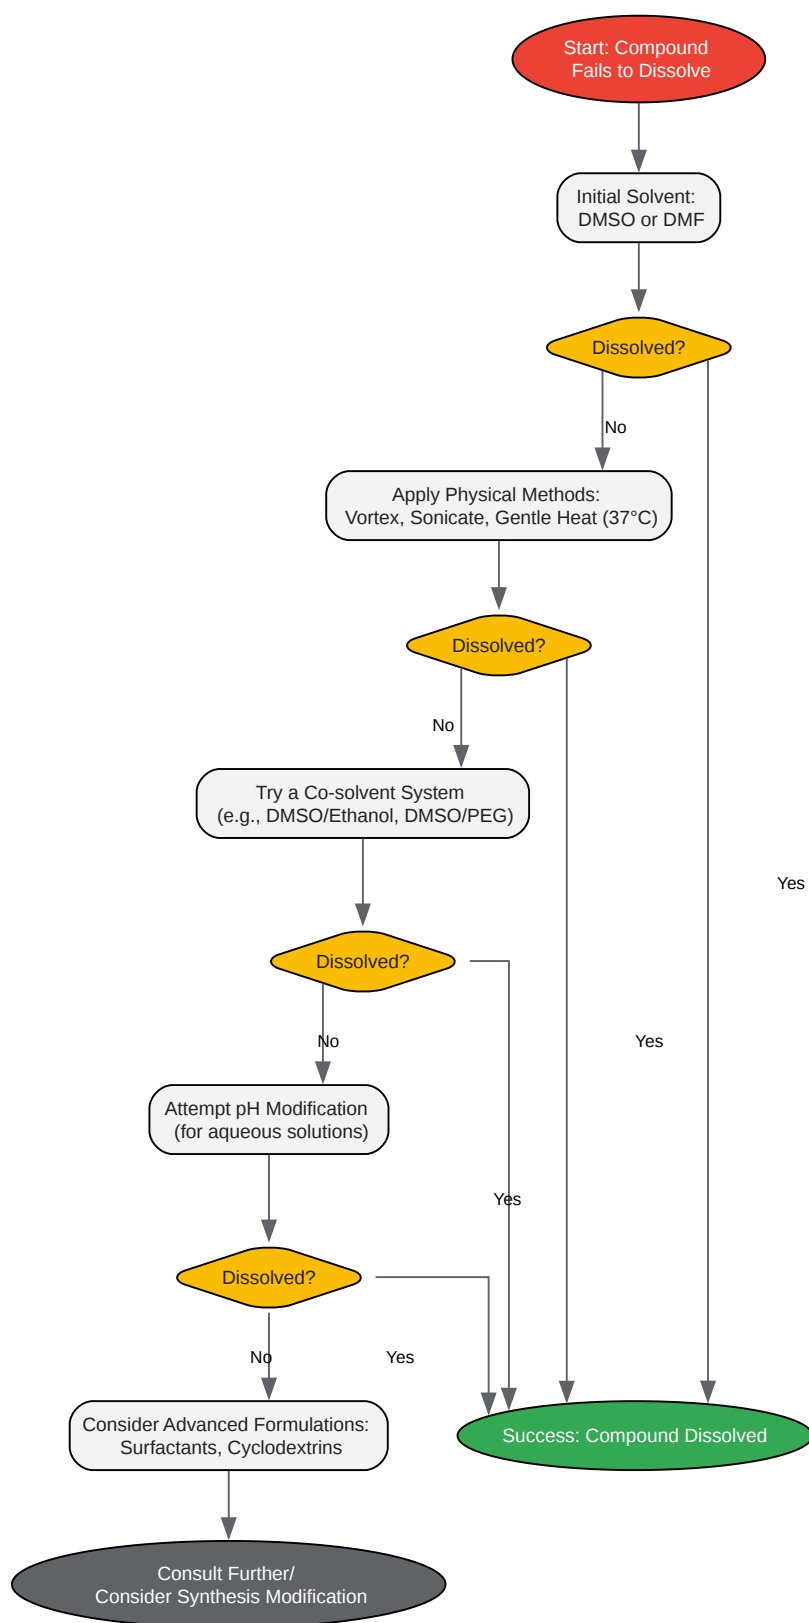 Start: Compound
Fails to Dissolve
Initial Solvent:
DMSO or DMF
Dissolved?
No
Apply Physical Methods:
Vortex, Sonicate, Gentle Heat (37°C)
Dissolved?
No
Try a Co-solvent System
(e.g., DMSO/Ethanol, DMSO/PEG)
Yes
Dissolved?
No
Yes
Attempt pH Modification
(for aqueous solutions)
Yes
Dissolved?
No
Yes
Consider Advanced Formulations:
Surfactants, Cyclodextrins
Success: Compound Dissolved
Consult Further/
Consider Synthesis Modification